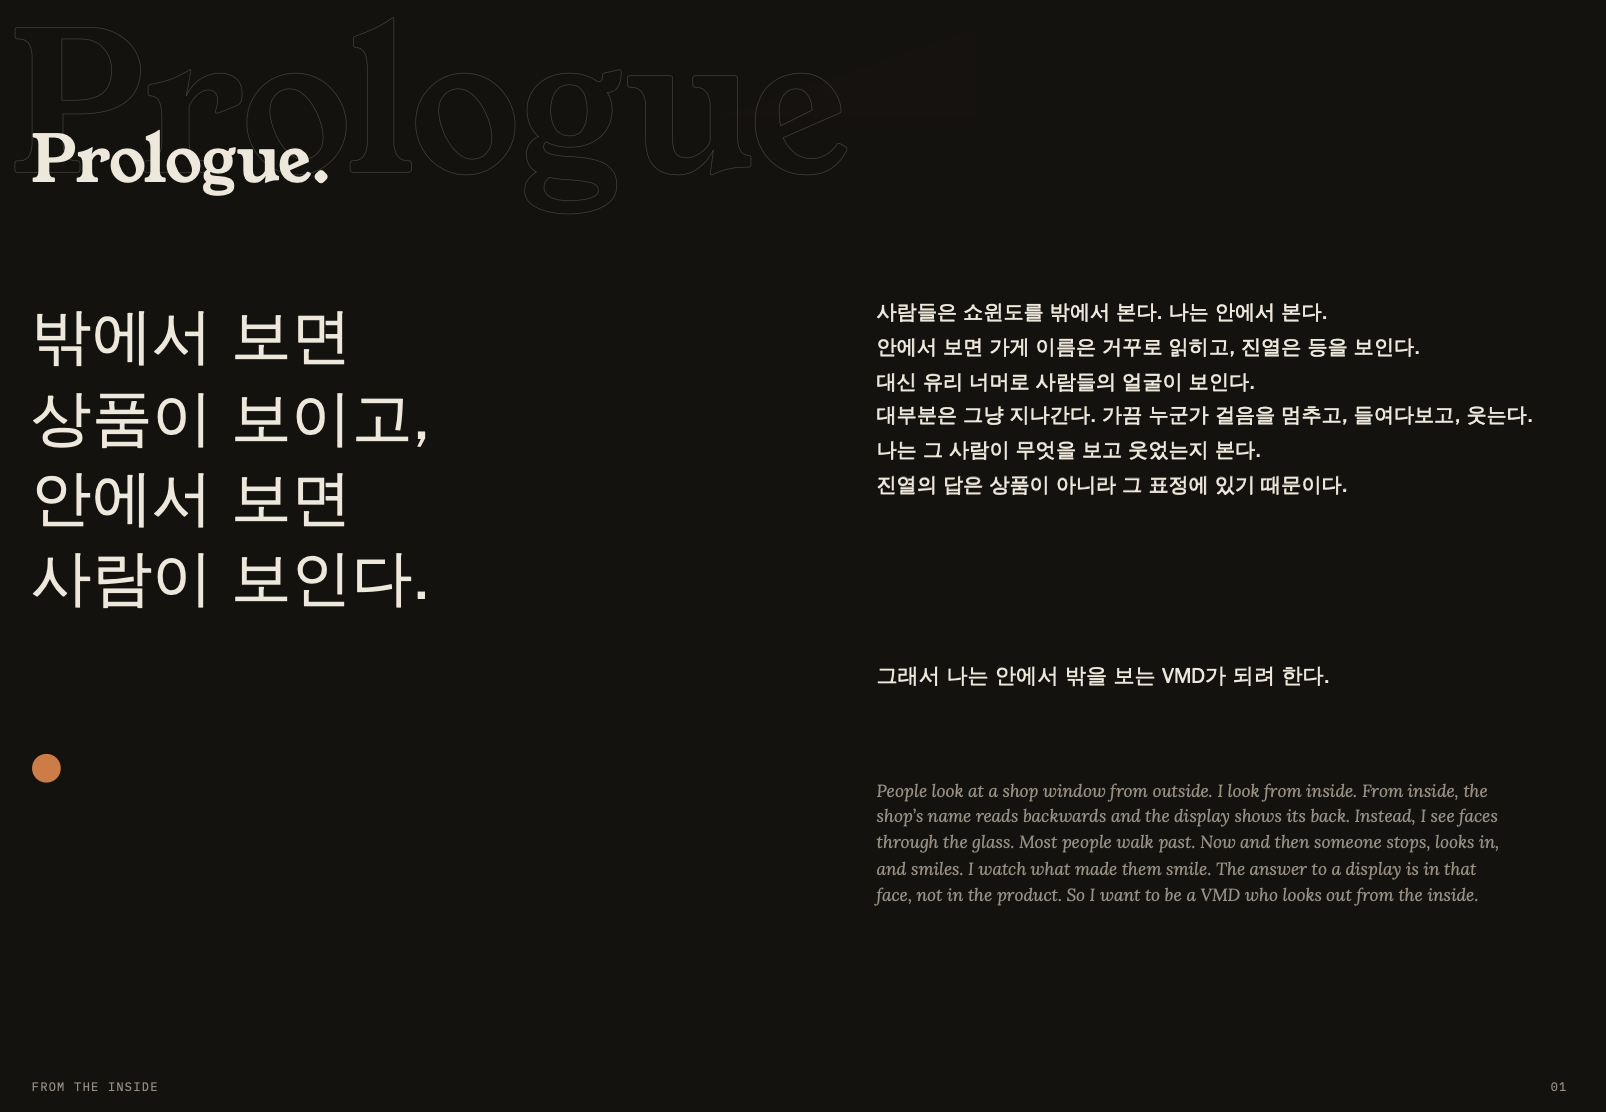 Prologue
Prologue.
밖에서 보면
상품이 보이고,
안에서 보면
사람이 보인다.
사람들은 쇼윈도를 밖에서 본다. 나는 안에서 본다.
안에서 보면 가게 이름은 거꾸로 읽히고, 진열은 등을 보인다.
대신 유리 너머로 사람들의 얼굴이 보인다.
대부분은 그냥 지나간다. 가끔 누군가 걸음을 멈추고, 들여다보고, 웃는다.
나는 그 사람이 무엇을 보고 웃었는지 본다.
진열의 답은 상품이 아니라 그 표정에 있기 때문이다.
그래서 나는 안에서 밖을 보는 VMD가 되려 한다.
People look at a shop window from outside. I look from inside. From inside, the
shop’s name reads backwards and the display shows its back. Instead, I see faces
through the glass. Most people walk past. Now and then someone stops, looks in,
and smiles. I watch what made them smile. The answer to a display is in that
face, not in the product. So I want to be a VMD who looks out from the inside.
FROM THE INSIDE
01